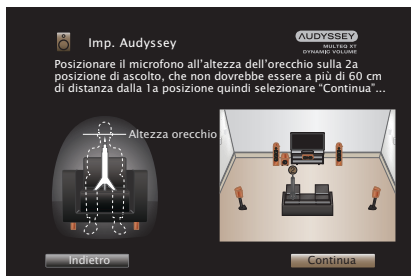 Imp. Audyssey
AUDYSSEY
MULTEQ XT
DYNAMIC VOLUME
Posizionare il microfono all'altezza dell'orecchio sulla 2a
posizione di ascolto, che non dovrebbe essere a più di 60 cm
di distanza dalla 1a posizione quindi selezionare “Continua”...
Altezza orecchio
Indietro
Continua